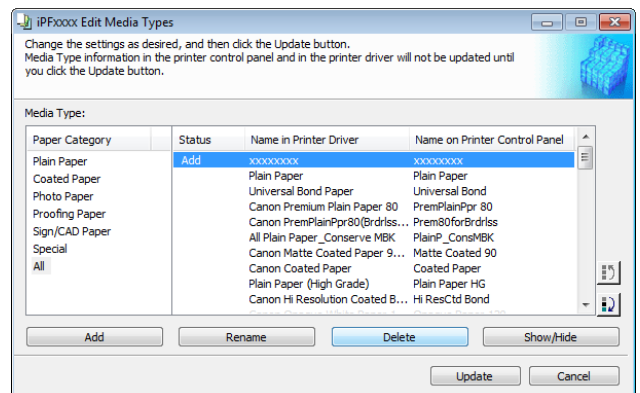 iPFxxxx Edit Media Types
Change the settings as desired, and then click the Update button.
Media Type information in the printer control panel and in the printer driver will not be updated until
you click the Update button.
Media Type:
Paper Category
Status Name in Printer Driver Name on Printer Control Panel
Plain Paper
Coated Paper
Photo Paper
Proofing Paper
Sign/CAD Paper
Special
All
Add xxxxxxxx xxxxxxxx
Plain Paper Plain Paper
Universal Bond Paper Universal Bond
Canon Premium Plain Paper 80 PremPlainPpr 80
Canon PremPlainPpr80(Brdrlss... Prem80forBrdrlss
All Plain Paper_Conserve MBK PlainP_ConsMBK
Canon Matte Coated Paper 9... Matte Coated 90
Canon Coated Paper Coated Paper
Plain Paper (High Grade) Plain Paper HG
Canon Hi Resolution Coated B... Hi ResCtd Bond
Add Rename Delete Show/Hide
Update Cancel